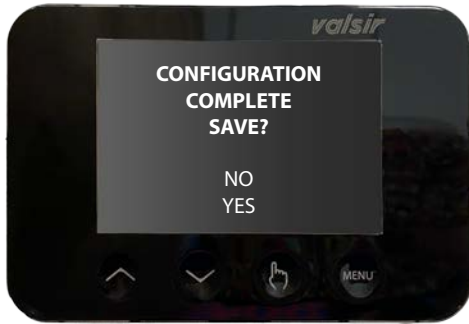 valsir
CONFIGURATION
COMPLETE
SAVE?
NO
YES
MENU